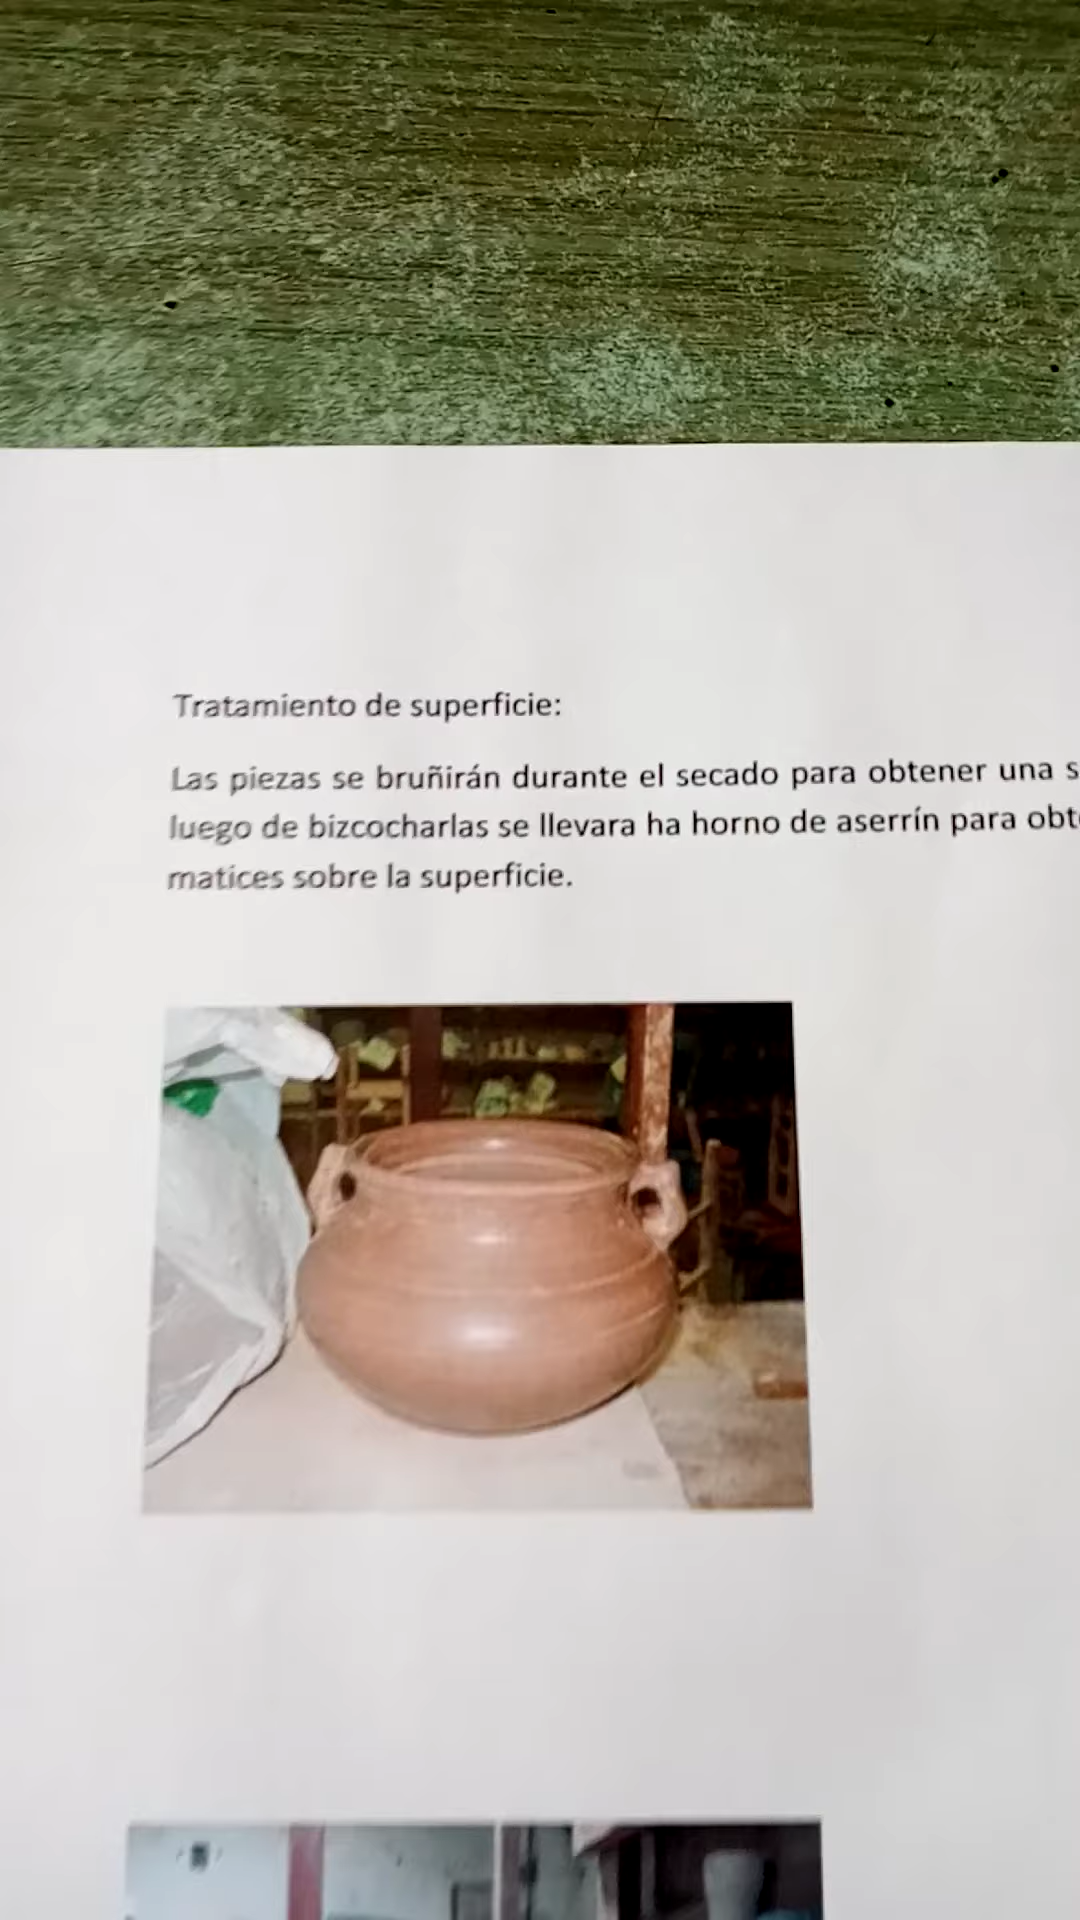 Tratamiento de superficie:
Las piezas se bruñirán durante el secado para obtener una
luego de bizcocharlas se llevara ha horno de aserrín para
matices sobre la superficie.